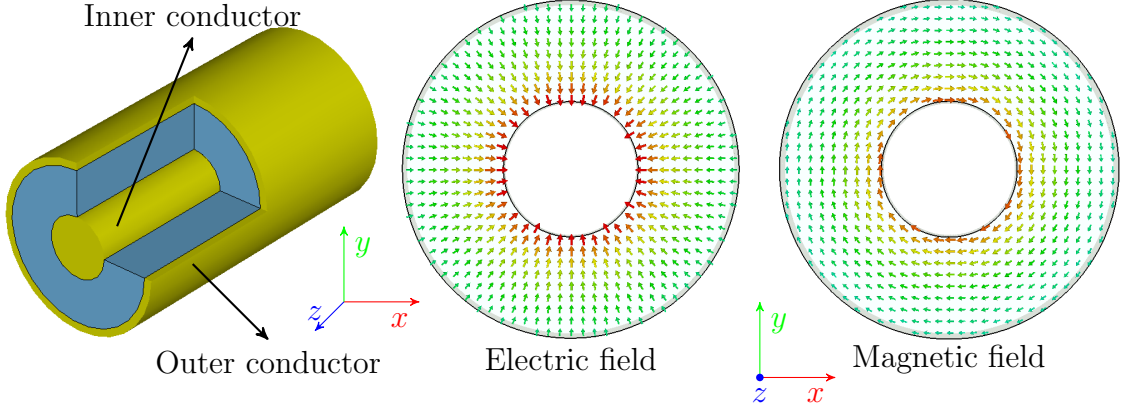 Inner conductor
y
z
x
Outer conductor
Electric field
y
z
x
Magnetic field